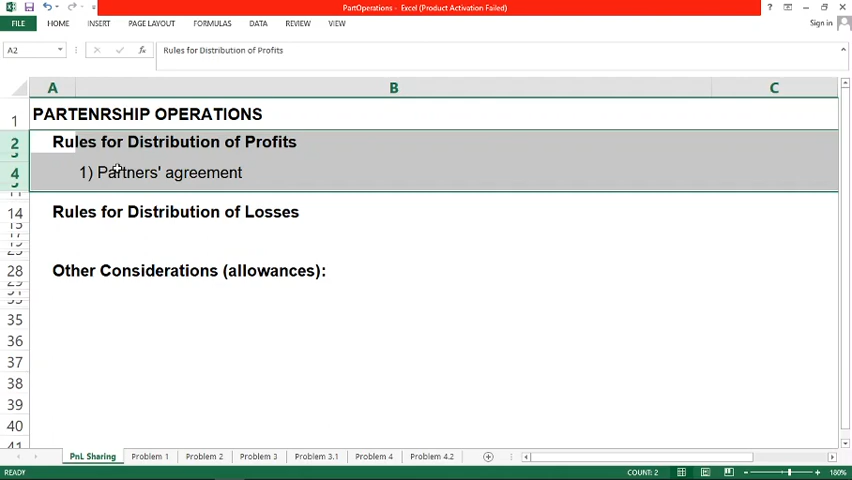 PartOperations - Excel (Product Activation Failed)
FILE HOME INSERT PAGE LAYOUT FORMULAS DATA REVIEW VIEW Sign in
A2 fx Rules for Distribution of Profits
A B C
1 PARTENRSHIP OPERATIONS
2 Rules for Distribution of Profits
4 1) Partners' agreement
14 Rules for Distribution of Losses
28 Other Considerations (allowances):
35
36
37
38
39
40
PnL Sharing Problem 1 Problem 2 Problem 3 Problem 3.1 Problem 4 Problem 4.2
READY COUNT: 2 180%